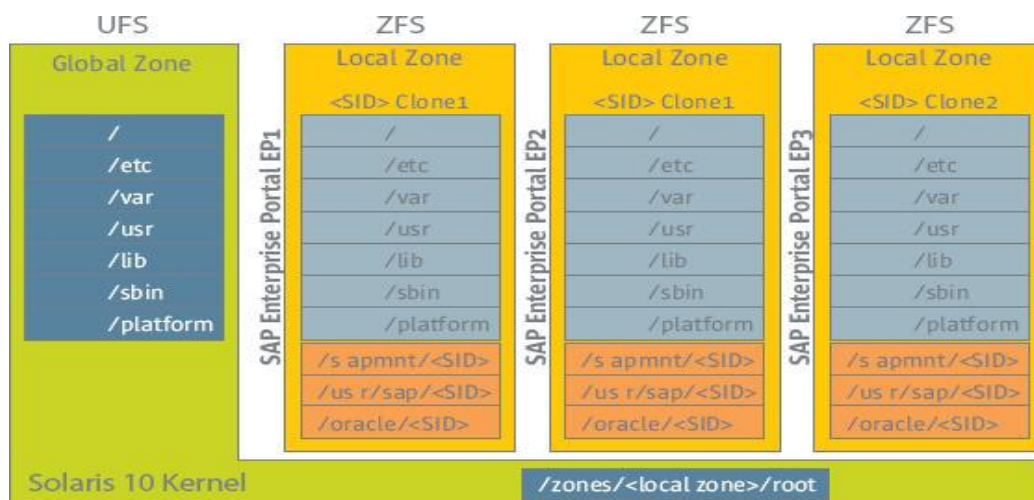 UFS
Global Zone
/
/etc
/var
/usr
/lib
/sbin
/platform
SAP Enterprise Portal EP1
ZFS
Local Zone
<SID> Clone1
/
/etc
/var
/usr
/lib
/sbin
/platform
/s apmnt/<SID>
/us r/sap/<SID>
/oracle/<SID>
SAP Enterprise Portal EP2
ZFS
Local Zone
<SID> Clone1
/
/etc
/var
/usr
/lib
/sbin
/platform
/s apmnt/<SID>
/us r/sap/<SID>
/oracle/<SID>
SAP Enterprise Portal EP3
ZFS
Local Zone
<SID> Clone2
/
/etc
/var
/usr
/lib
/sbin
/platform
/s apmnt/<SID>
/us r/sap/<SID>
/oracle/<SID>
Solaris 10 Kernel
/zones/<local zone>/root